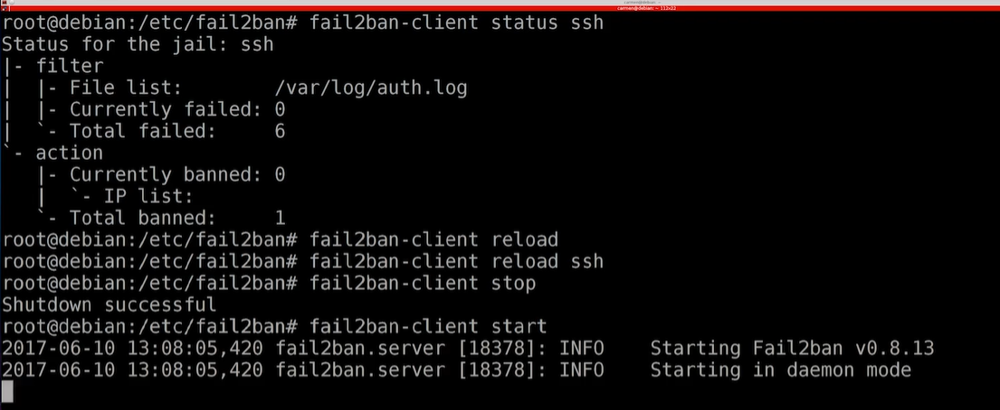 carmen@debian: ~
carmen@debian: ~ 112x22
root@debian:/etc/fail2ban# fail2ban-client status ssh
Status for the jail: ssh
|- filter
|  |- File list:        /var/log/auth.log
|  |- Currently failed: 0
|  `- Total failed:     6
`- action
   |- Currently banned: 0
   |  `- IP list:
   `- Total banned:     1
root@debian:/etc/fail2ban# fail2ban-client reload
root@debian:/etc/fail2ban# fail2ban-client reload ssh
root@debian:/etc/fail2ban# fail2ban-client stop
Shutdown successful
root@debian:/etc/fail2ban# fail2ban-client start
2017-06-10 13:08:05,420 fail2ban.server [18378]: INFO    Starting Fail2ban v0.8.13
2017-06-10 13:08:05,420 fail2ban.server [18378]: INFO    Starting in daemon mode